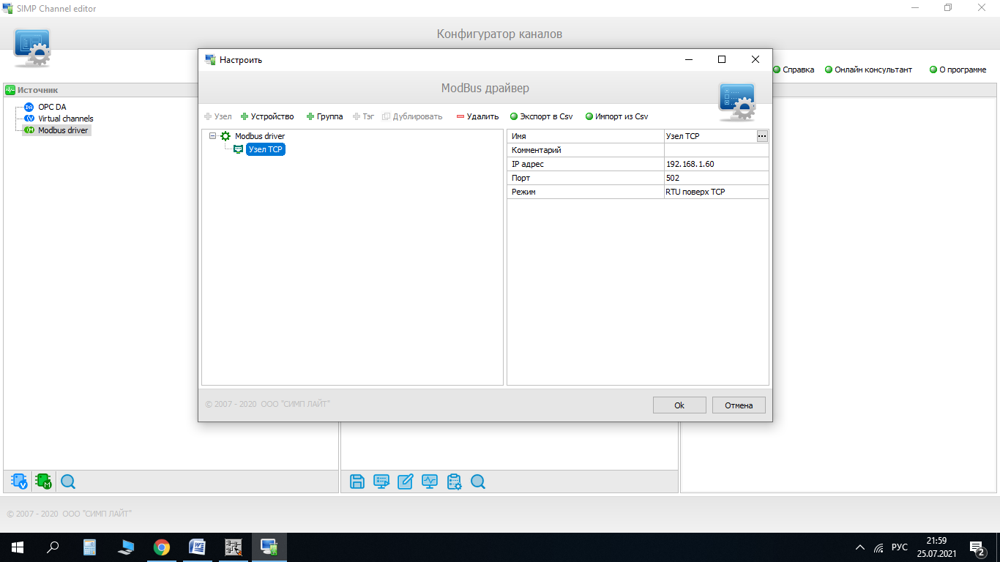 SIMP Channel editor
Конфигуратор каналов
Справка
Онлайн консультант
О программе
Источник
OPC DA
Virtual channels
Modbus driver
Настроить
ModBus драйвер
Узел
Устройство
Группа
Тэг
Дублировать
Удалить
Экспорт в Csv
Импорт из Csv
Modbus driver
Узел TCP
Имя Узел TCP ...
Комментарий
IP адрес 192.168.1.60
Порт 502
Режим RTU поверх TCP
© 2007 - 2020 ООО "СИМП ЛАЙТ"
Ok
Отмена
© 2007 - 2020 ООО "СИМП ЛАЙТ"
РУС
21:59
25.07.2021
2